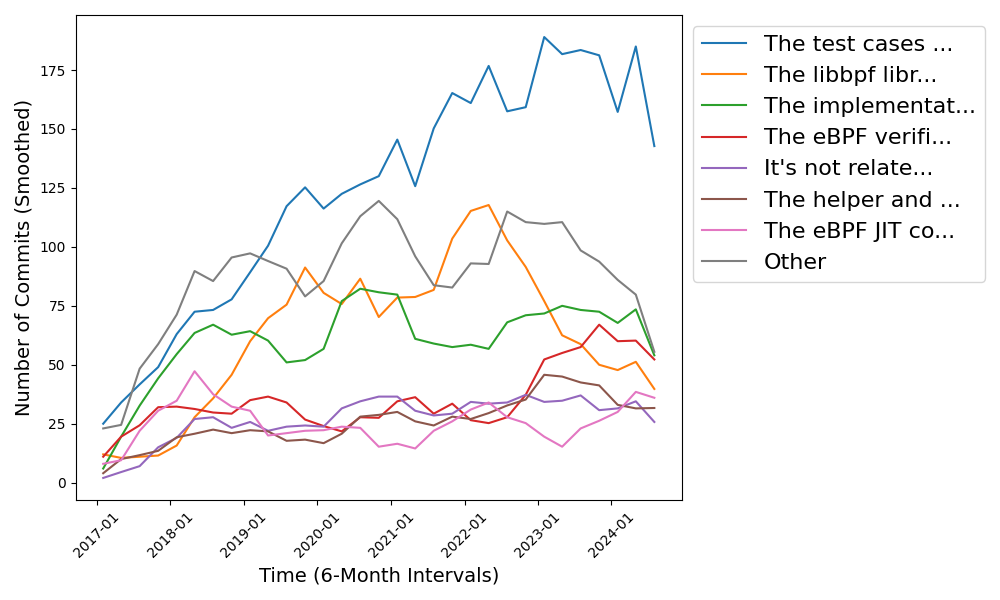 The test cases ...
The libbpf libr...
The implementat...
The eBPF verifi...
It's not relate...
The helper and ...
The eBPF JIT co...
Other
Number of Commits (Smoothed)
175
150
125
100
75
50
25
0
2017-01
2018-01
2019-01
2020-01
2021-01
2022-01
2023-01
2024-01
Time (6-Month Intervals)